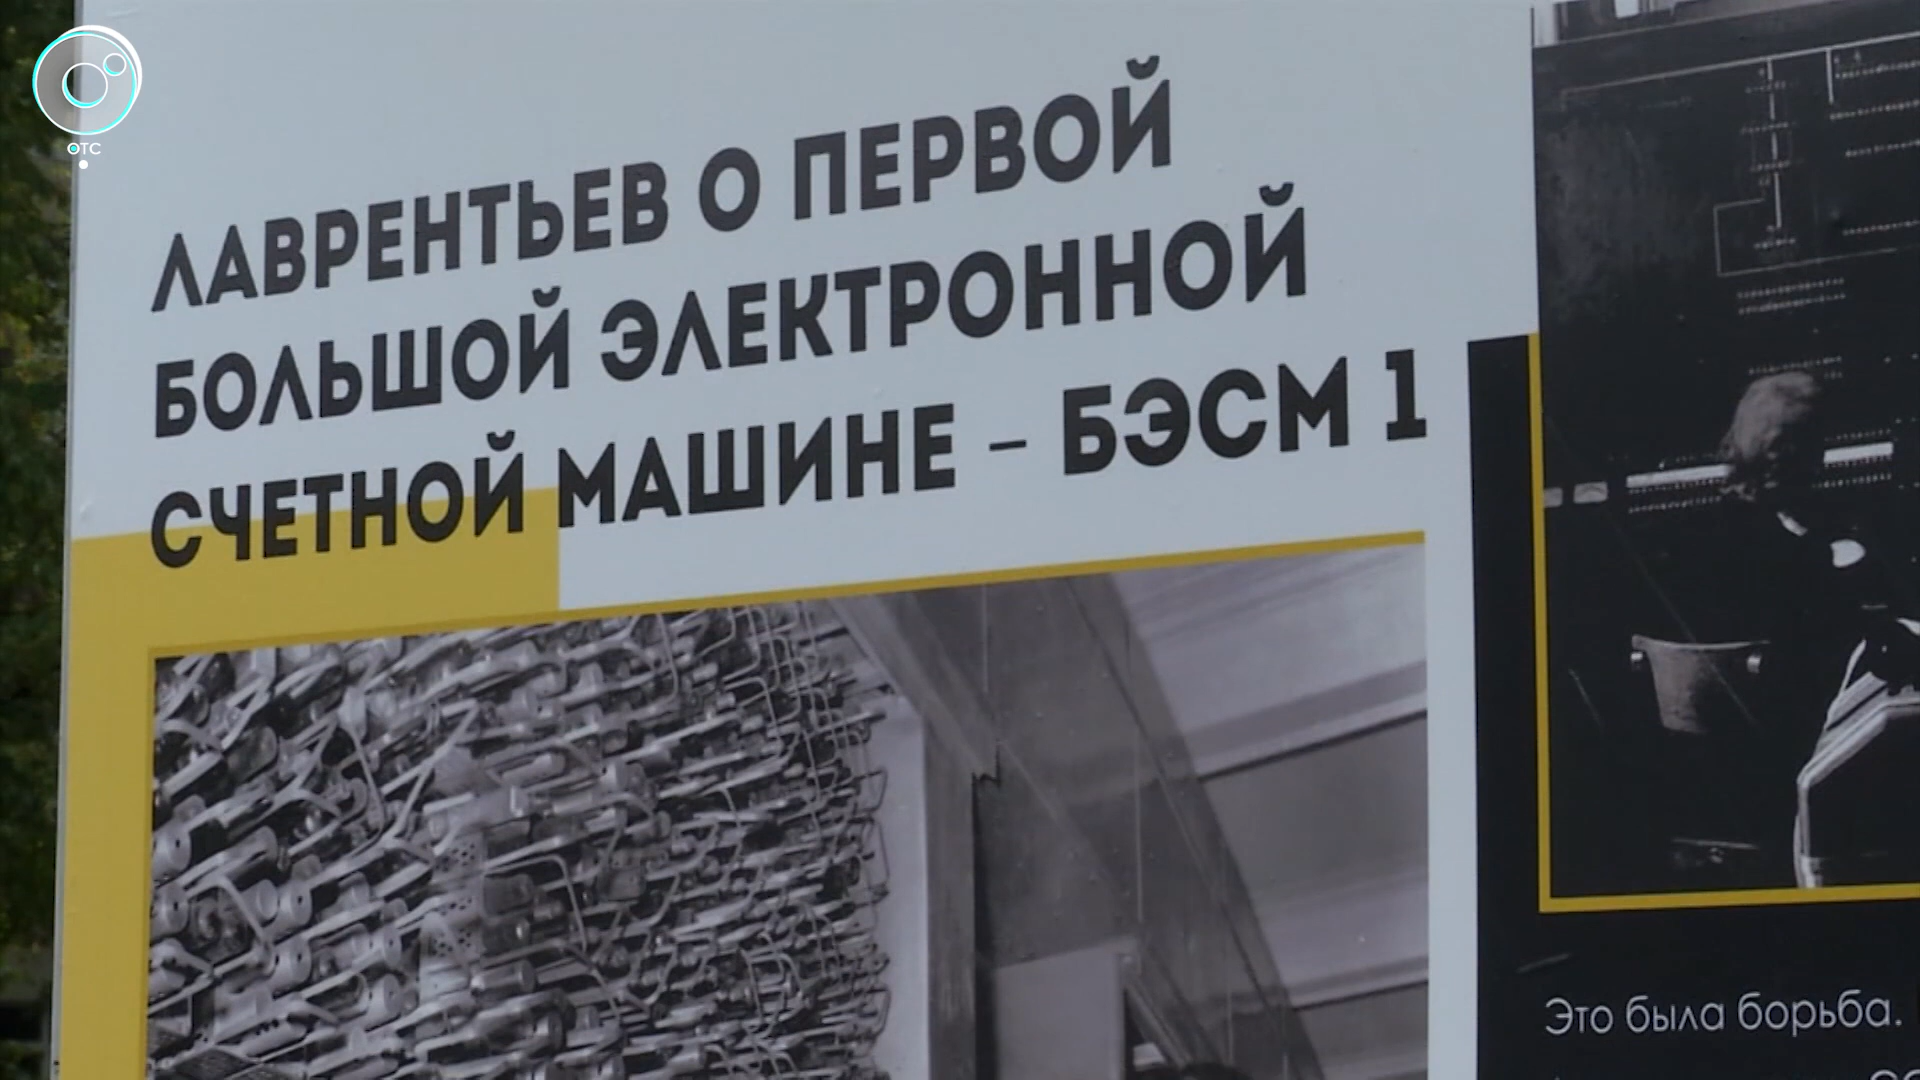 ОТС
ЛАВРЕНТЬЕВ О ПЕРВОЙ
БОЛЬШОЙ ЭЛЕКТРОННОЙ
СЧЕТНОЙ МАШИНЕ – БЭСМ 1
Это была борьба.